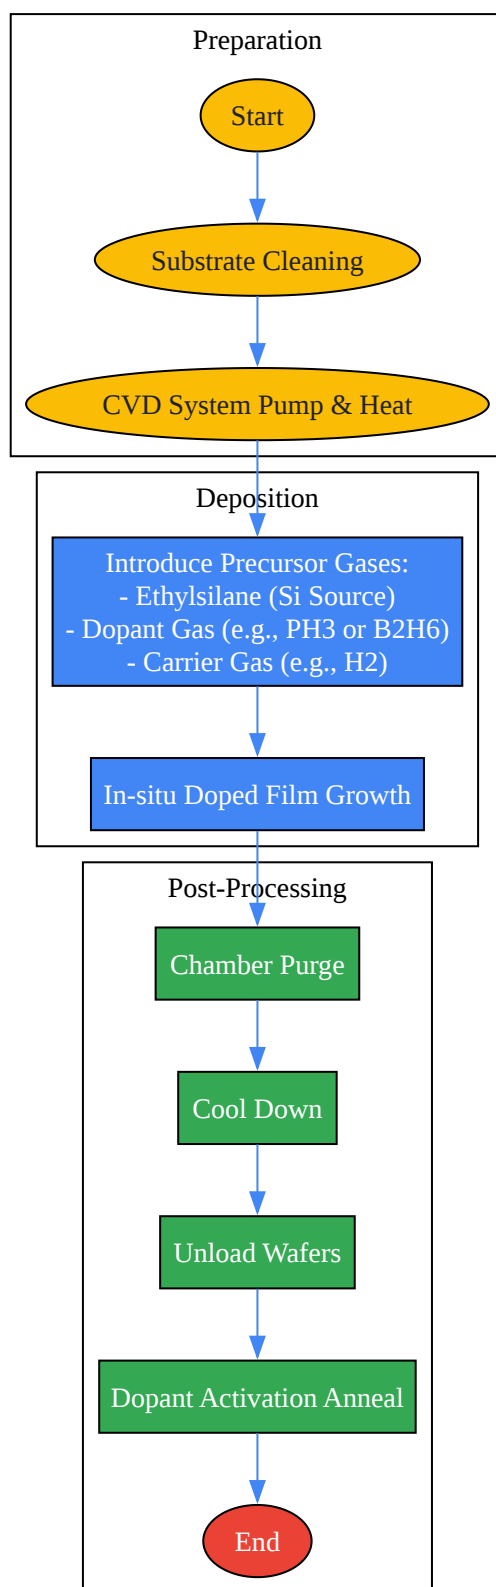 Preparation
Start
Substrate Cleaning
CVD System Pump & Heat
Deposition
Introduce Precursor Gases:
- Ethylsilane (Si Source)
- Dopant Gas (e.g., PH3 or B2H6)
- Carrier Gas (e.g., H2)
In-situ Doped Film Growth
Post-Processing
Chamber Purge
Cool Down
Unload Wafers
Dopant Activation Anneal
End